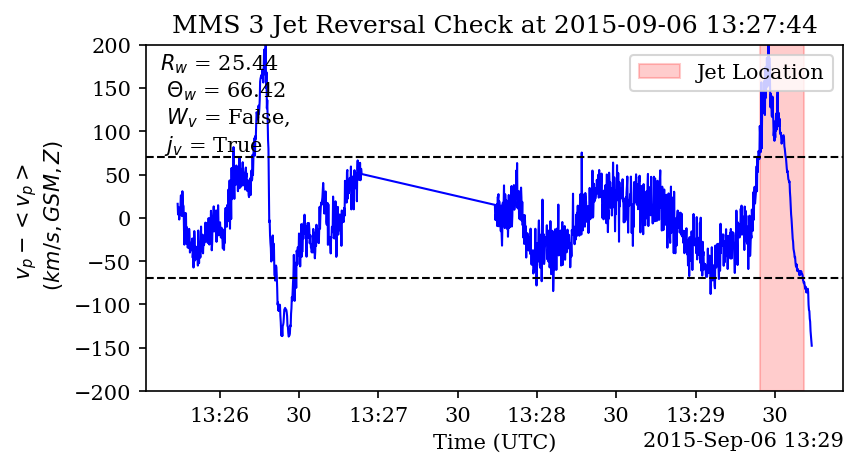 MMS 3 Jet Reversal Check at 2015-09-06 13:27:44
R_w = 25.44
Θ_w = 66.42
W_v = False,
j_v = True
Jet Location
v_p − < v_p >
(km/s, GSM, Z)
200
150
100
50
0
−50
−100
−150
−200
13:26 30 13:27 30 13:28 30 13:29 30
Time (UTC)
2015-Sep-06 13:29